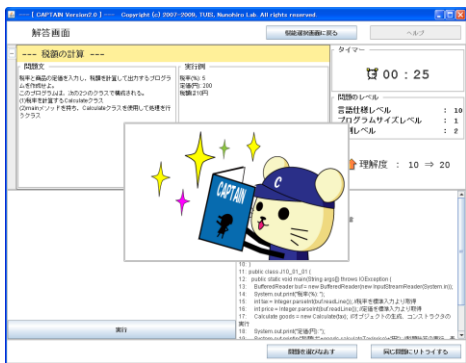 ---[ CAPTAIN Version2.0 ]--- Copyright (c) 2007-2009, TUEI, Nunohiro Lab. All rights reserved.
解答画面
ヘルプ
--- 税額の計算 ---
問題文
税率と商品の定価を入力し、税額を計算して出力するプログラムを作成せよ。
このプログラムは、次の2つのクラスで構成される。
(1)税率を計算するCalculateクラス
(2)mainメソッドを持ち、Calculateクラスを使用して処理を行うクラス
実行例
税率(%): 5
定価(円): 200
税額は10円
タイマー
00 : 25
問題のレベル
言語仕様レベル : 10
プログラムサイズレベル : 1
レベル : 2
理解度 : 10 ⇒ 20
CAPTAIN
C
10: {
11: public class J10_01_01 {
12: public static void main(String args[]) throws IOException {
13: BufferedReader buf = new BufferedReader(new InputStreamReader(System.in));
14: System.out.print("税率(%): ");
15: int tax = Integer.parseInt(buf.readLine()); //税率を標準入力より取得
16: int price = Integer.parseInt(buf.readLine()); //定価を標準入力より取得
17: Calculate goods = new Calculate(tax); //オブジェクトの生成、コンストラクタの
実行
18: System.out.print("定価(円): ");
実行
問題を選びなおす
同じ問題にリトライする